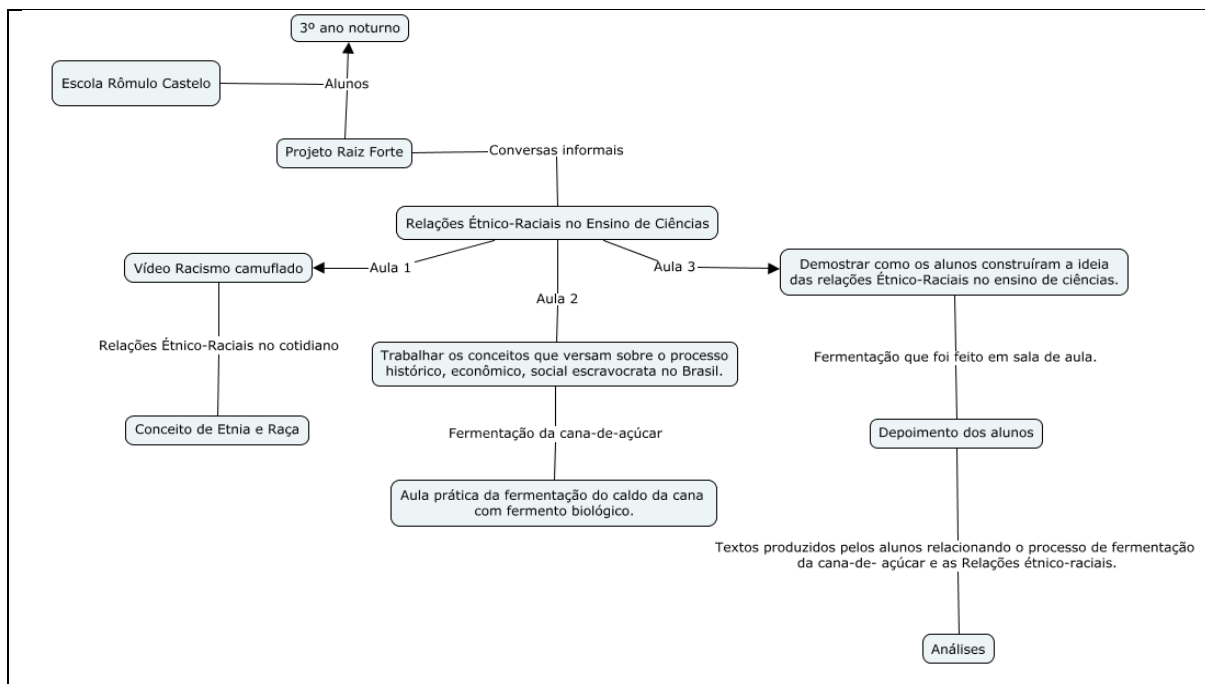 3º ano noturno
Escola Rômulo Castelo
Alunos
Projeto Raiz Forte
Conversas informais
Relações Étnico-Raciais no Ensino de Ciências
Vídeo Racismo camuflado
Aula 1
Aula 3
Demostrar como os alunos construíram a ideia
das relações Étnico-Raciais no ensino de ciências.
Aula 2
Relações Étnico-Raciais no cotidiano
Trabalhar os conceitos que versam sobre o processo
histórico, econômico, social escravocrata no Brasil.
Fermentação que foi feito em sala de aula.
Conceito de Etnia e Raça
Fermentação da cana-de-açúcar
Depoimento dos alunos
Aula prática da fermentação do caldo da cana
com fermento biológico.
Textos produzidos pelos alunos relacionando o processo de fermentação
da cana-de- açúcar e as Relações étnico-raciais.
Análises